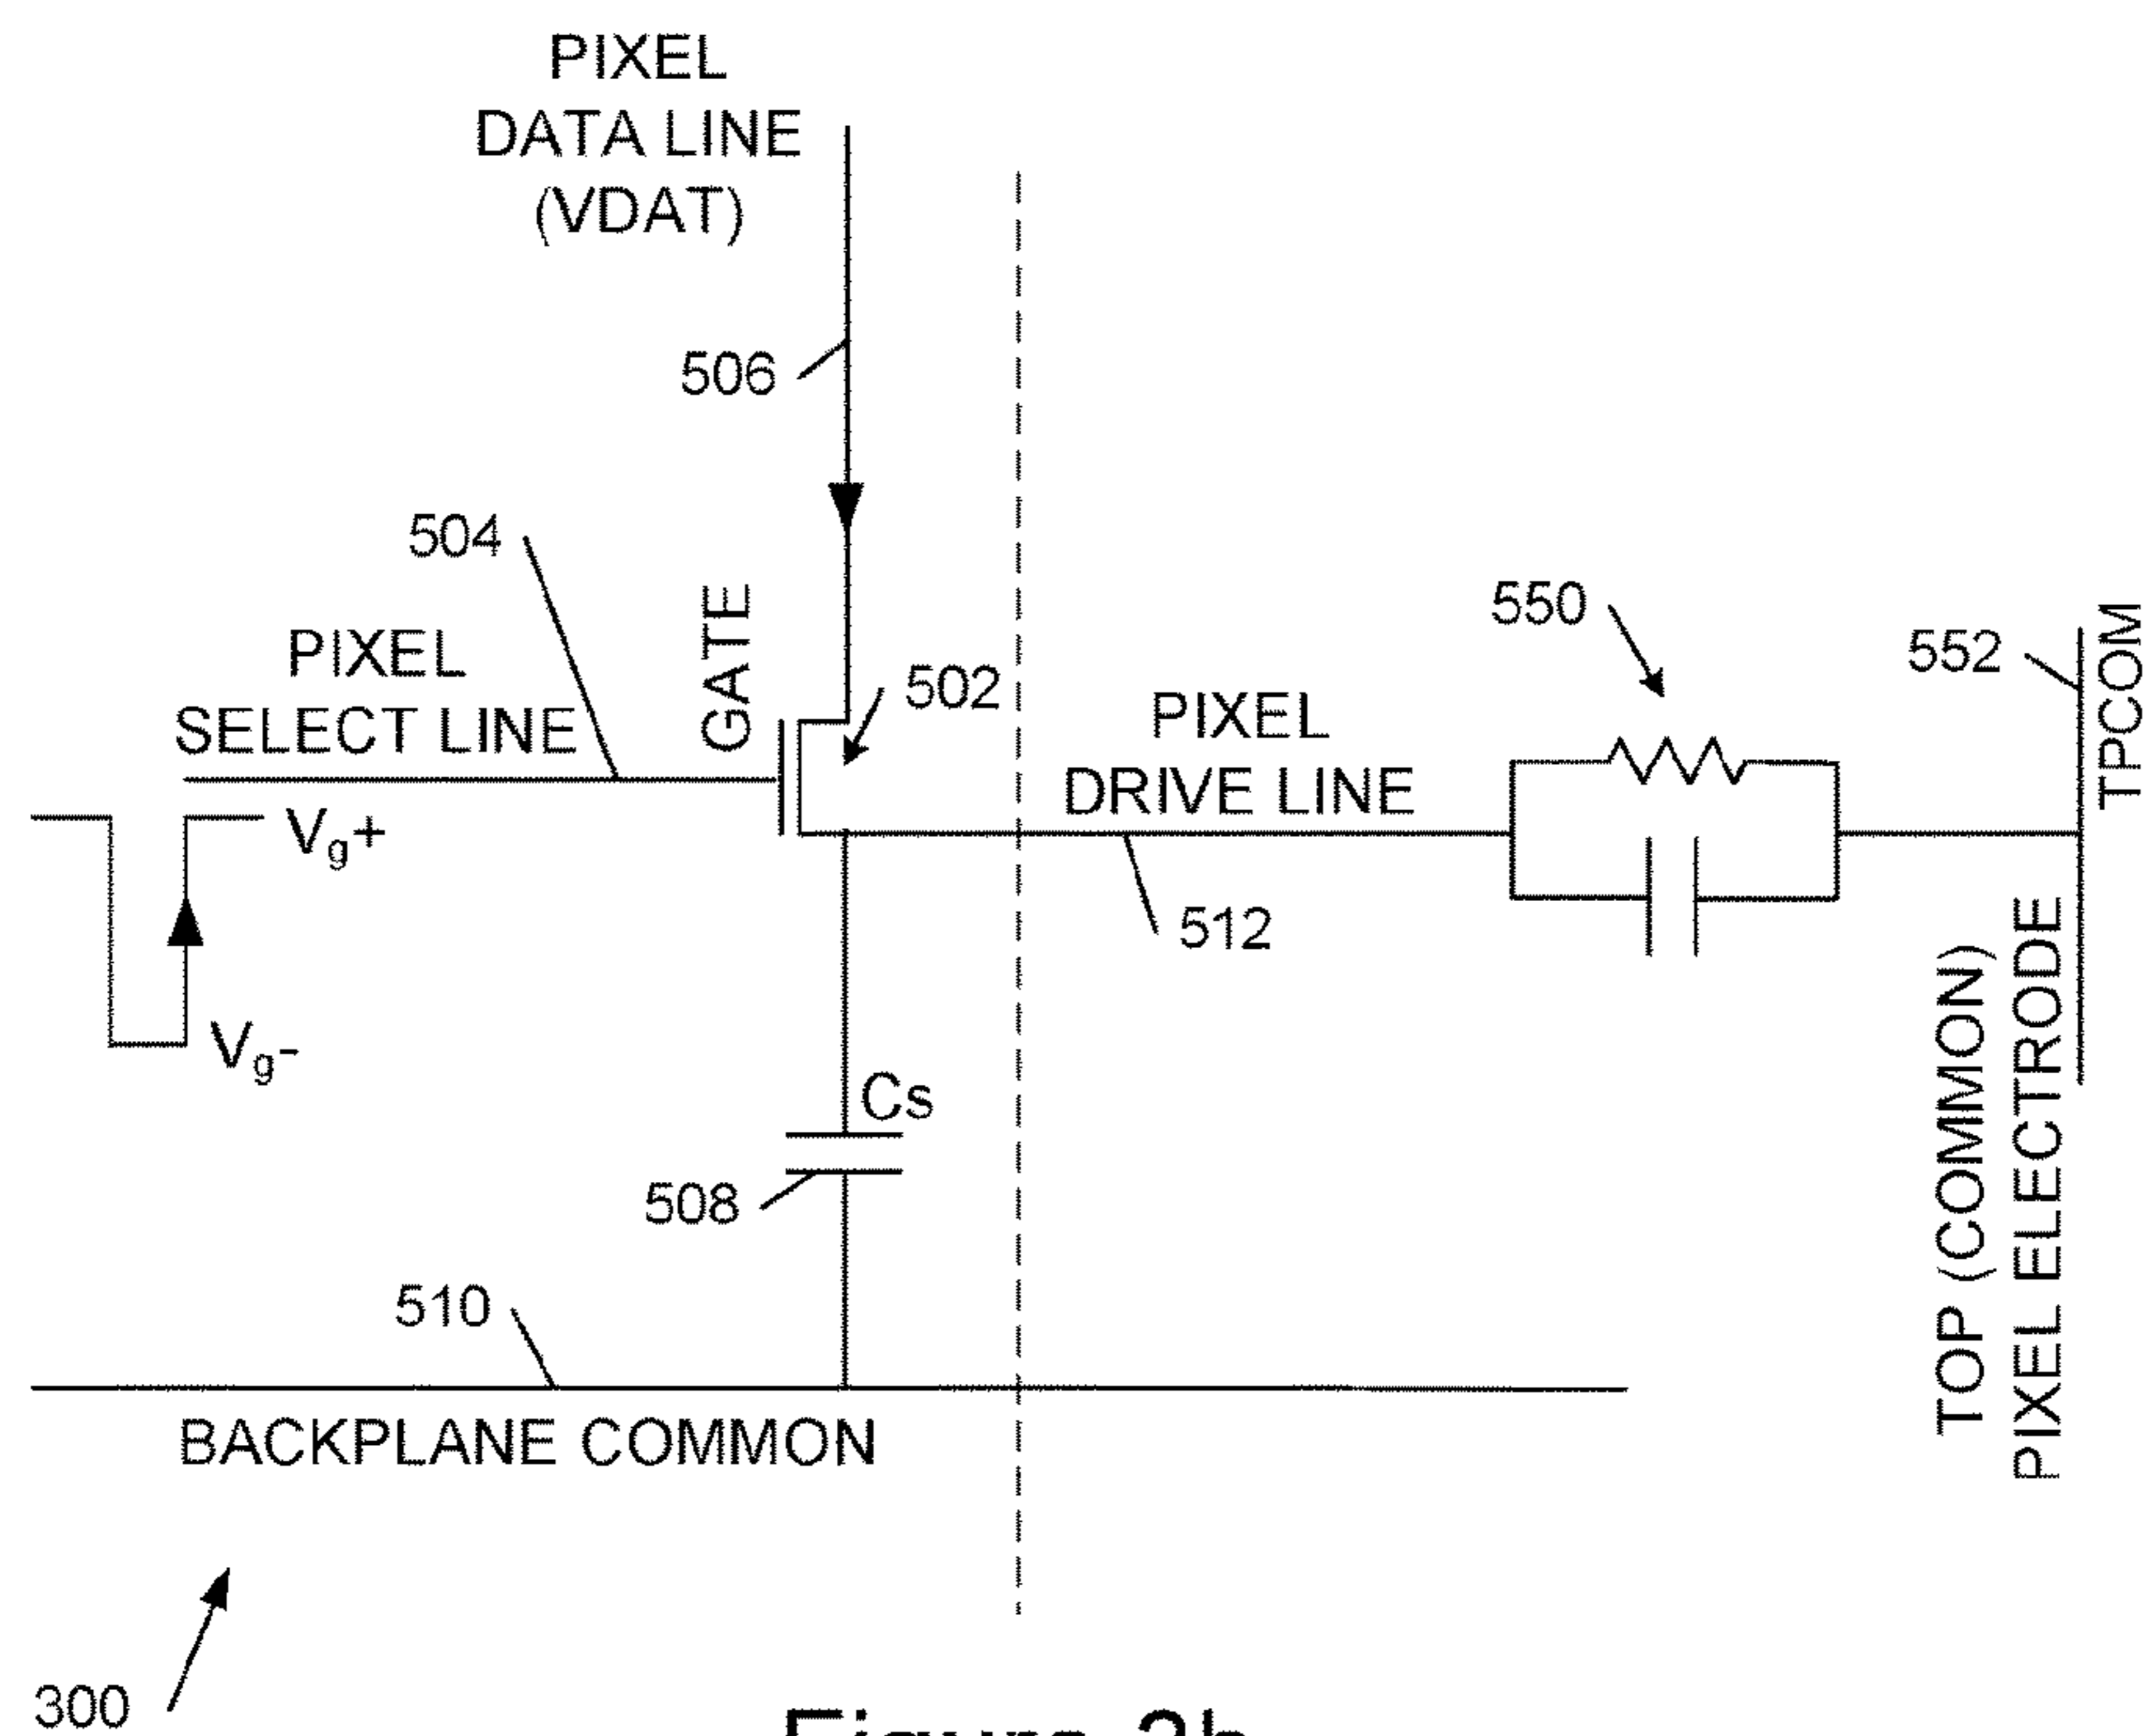 PIXEL
DATA LINE
(VDAT)
506
504
GATE
PIXEL
SELECT LINE
502
PIXEL
DRIVE LINE
550
552
TPCOM
Vg+
512
Vg-
Cs
508
TOP (COMMON)
PIXEL ELECTRODE
510
BACKPLANE COMMON
300